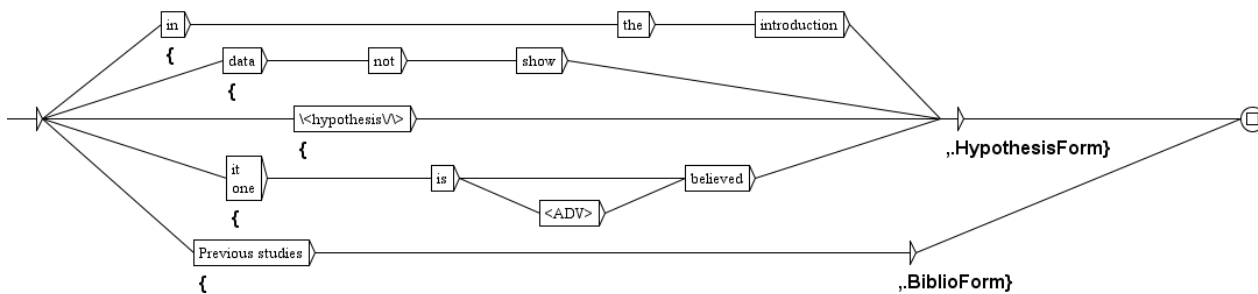 in the introduction
{
data not show
{
\<hypothesis\/\>
{
,.HypothesisForm}
it
one
is believed
<ADV>
{
Previous studies
{
,.BiblioForm}